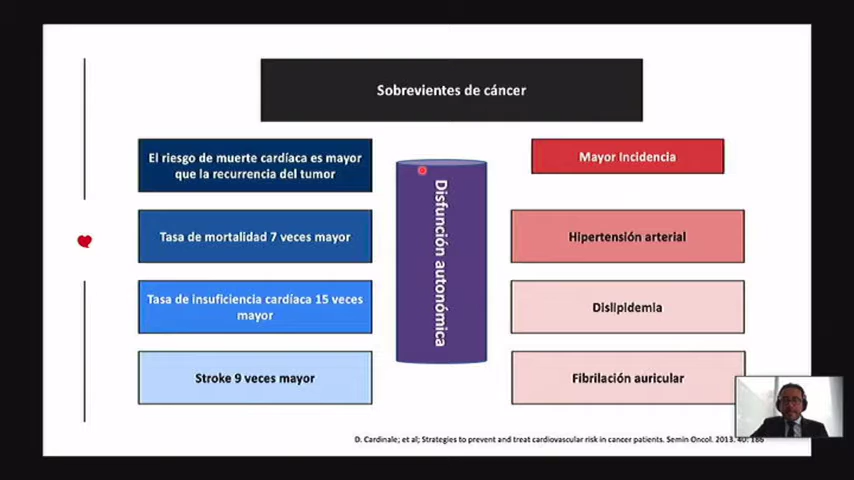 Sobrevientes de cáncer
El riesgo de muerte cardíaca es mayor
que la recurrencia del tumor
Tasa de mortalidad 7 veces mayor
Tasa de insuficiencia cardíaca 15 veces
mayor
Stroke 9 veces mayor
Disfunción autonómica
Mayor Incidencia
Hipertensión arterial
Dislipidemia
Fibrilación auricular
D. Cardinale; et al; Strategies to prevent and treat cardiovascular risk in cancer patients. Semin Oncol. 2013. 40: 186